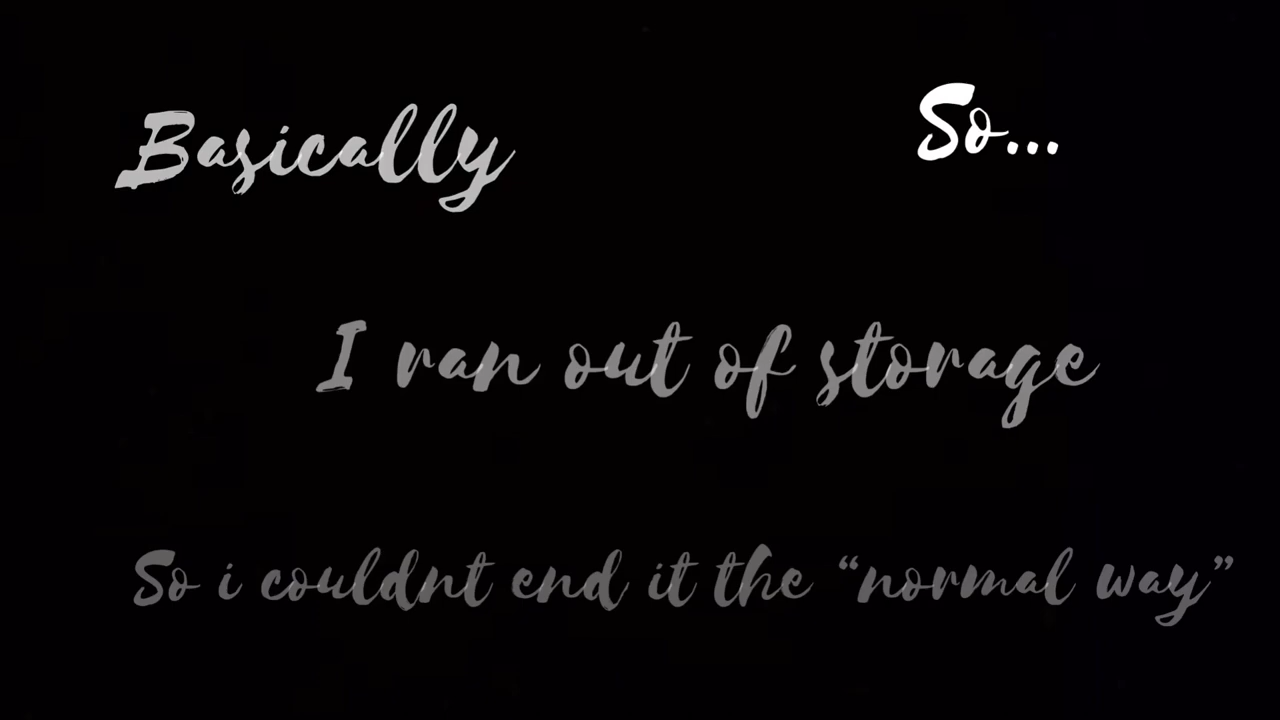 Basically
So...
I ran out of storage
So i couldnt end it the “normal way”